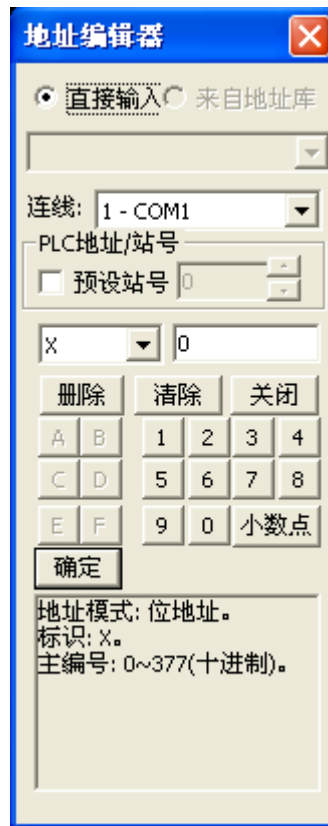 地址编辑器
直接输入 来自地址库
连线: 1 - COM1
PLC地址/站号
预设站号 0
X 0
删除 清除 关闭
A B 1 2 3 4
C D 5 6 7 8
E F 9 0 小数点
确定
地址模式: 位地址。
标识: X。
主编号: 0~377(十进制)。